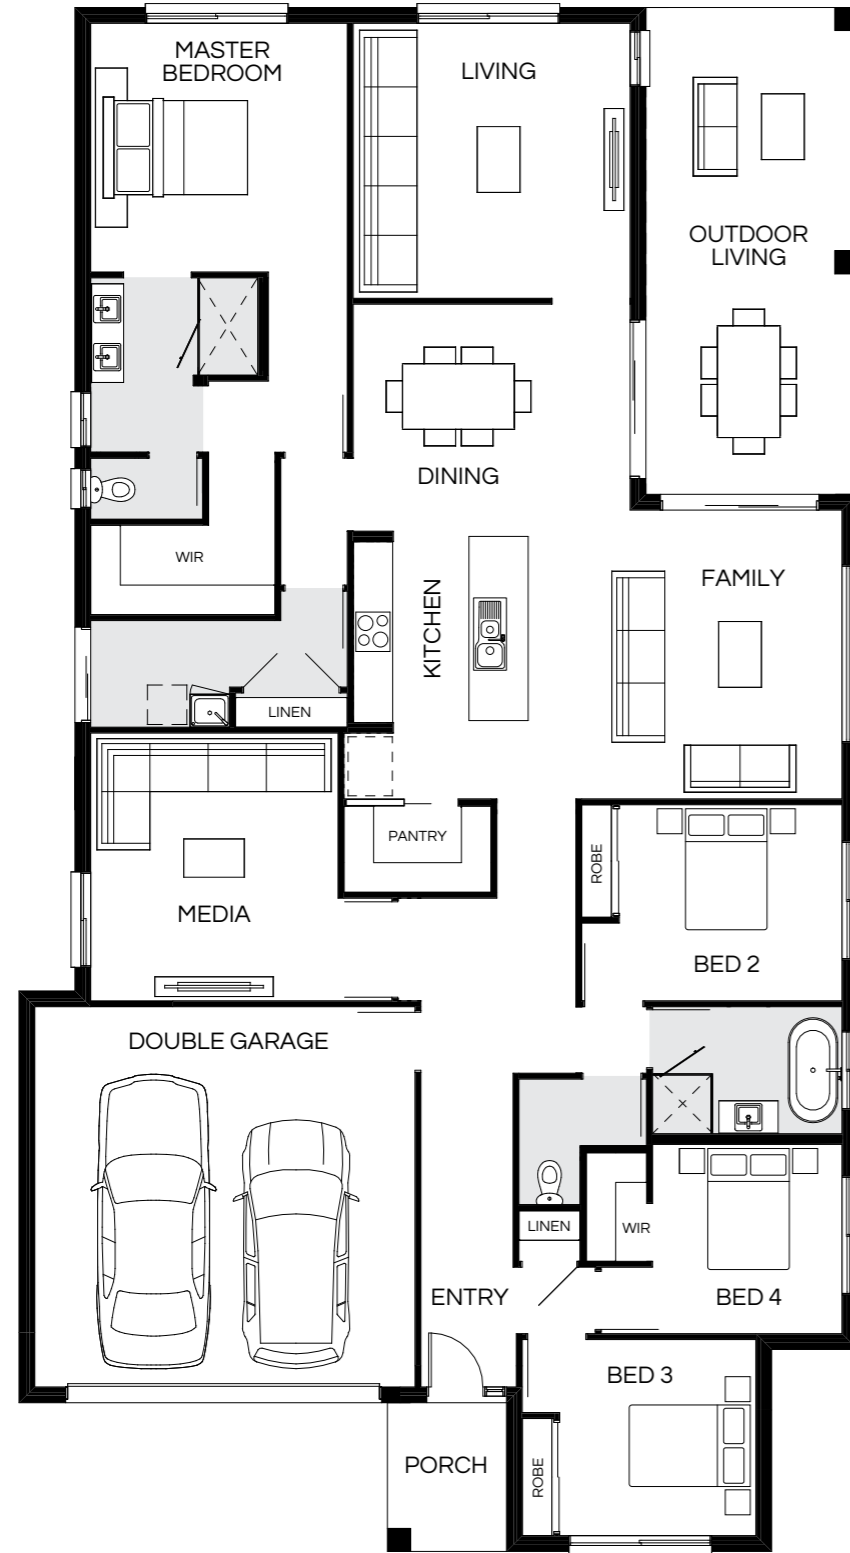 MASTER
BEDROOM
LIVING
OUTDOOR
LIVING
DINING
WIR
KITCHEN
FAMILY
LINEN
PANTRY
ROBE
MEDIA
BED 2
DOUBLE GARAGE
LINEN
WIR
ENTRY
BED 4
BED 3
PORCH
ROBE